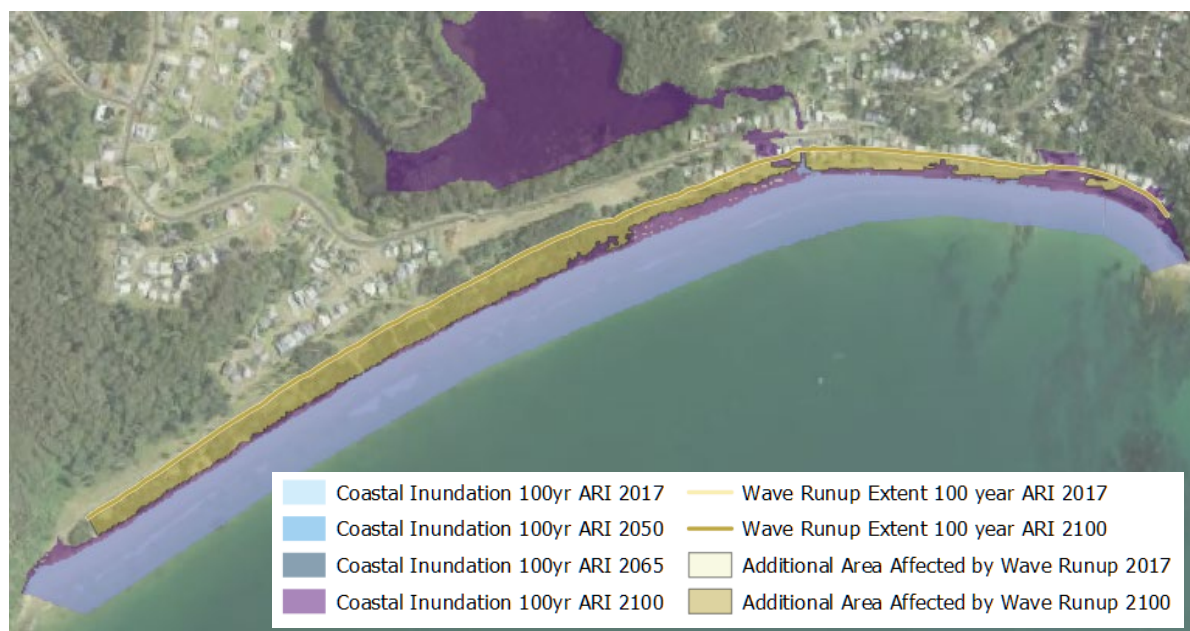 Coastal Inundation 100yr ARI 2017
Coastal Inundation 100yr ARI 2050
Coastal Inundation 100yr ARI 2065
Coastal Inundation 100yr ARI 2100
Wave Runup Extent 100 year ARI 2017
Wave Runup Extent 100 year ARI 2100
Additional Area Affected by Wave Runup 2017
Additional Area Affected by Wave Runup 2100